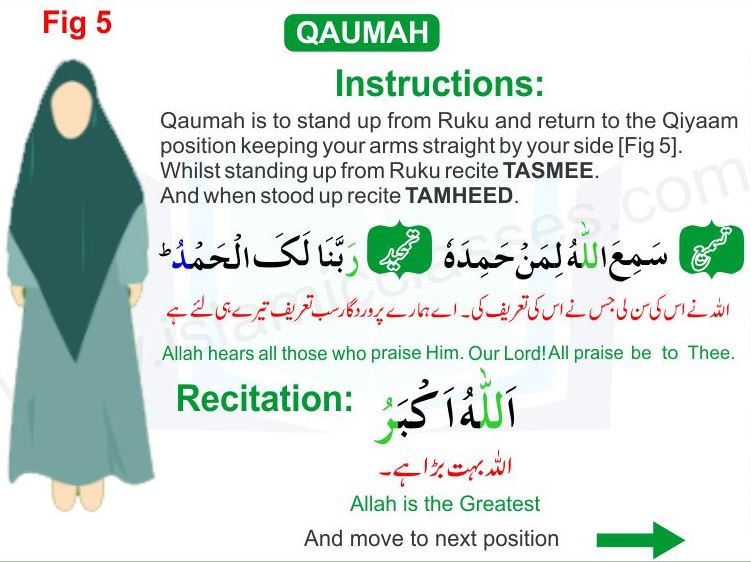 Fig 5
QAUMAH
Instructions:
Qaumah is to stand up from Ruku and return to the Qiyaam
position keeping your arms straight by your side [Fig 5].
Whilst standing up from Ruku recite TASMEE.
And when stood up recite TAMHEED.
تسمیع سَمِعَ اللّٰهُ لِمَنْ حَمِدَهٗ تحمید رَبَّنَا لَکَ الْحَمْدُ ؕ
اللہ نے اس کی سن لی جس نے اس کی تعریف کی۔ اے ہمارے پروردگار سب تعریف تیرے ہی لئے ہے
Allah hears all those who praise Him. Our Lord! All praise be to Thee.
Recitation: اَللّٰهُ اَکْبَرُ
اللہ بہت بڑا ہے۔
Allah is the Greatest
And move to next position
www.islamicclasses.com